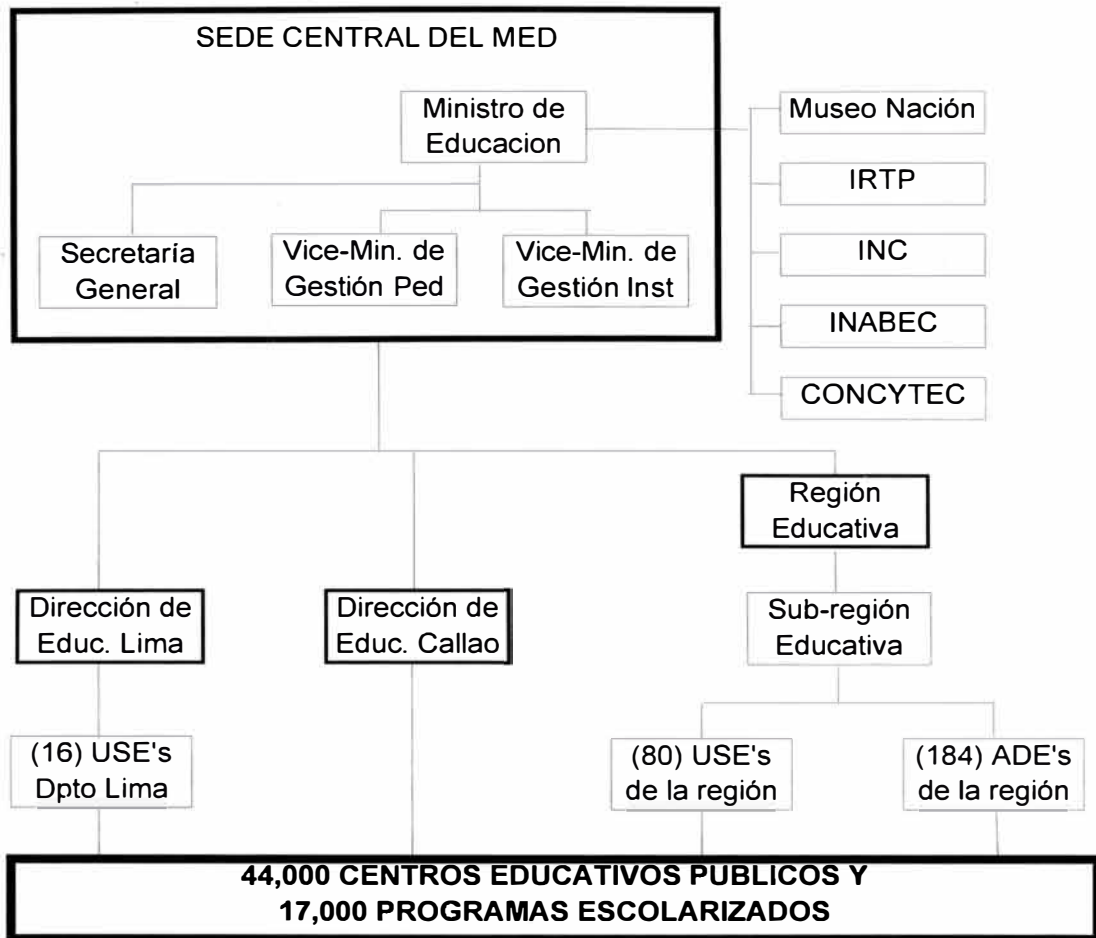 SEDE CENTRAL DEL MED
Ministro de
Educacion
Secretaría
General
Vice-Min. de
Gestión Ped
Vice-Min. de
Gestión Inst
Museo Nación
IRTP
INC
INABEC
CONCYTEC
Región
Educativa
Dirección de
Educ. Lima
Dirección de
Educ. Callao
Sub-región
Educativa
(16) USE's
Dpto Lima
(80) USE's
de la región
(184) ADE's
de la región
44,000 CENTROS EDUCATIVOS PUBLICOS Y
17,000 PROGRAMAS ESCOLARIZADOS